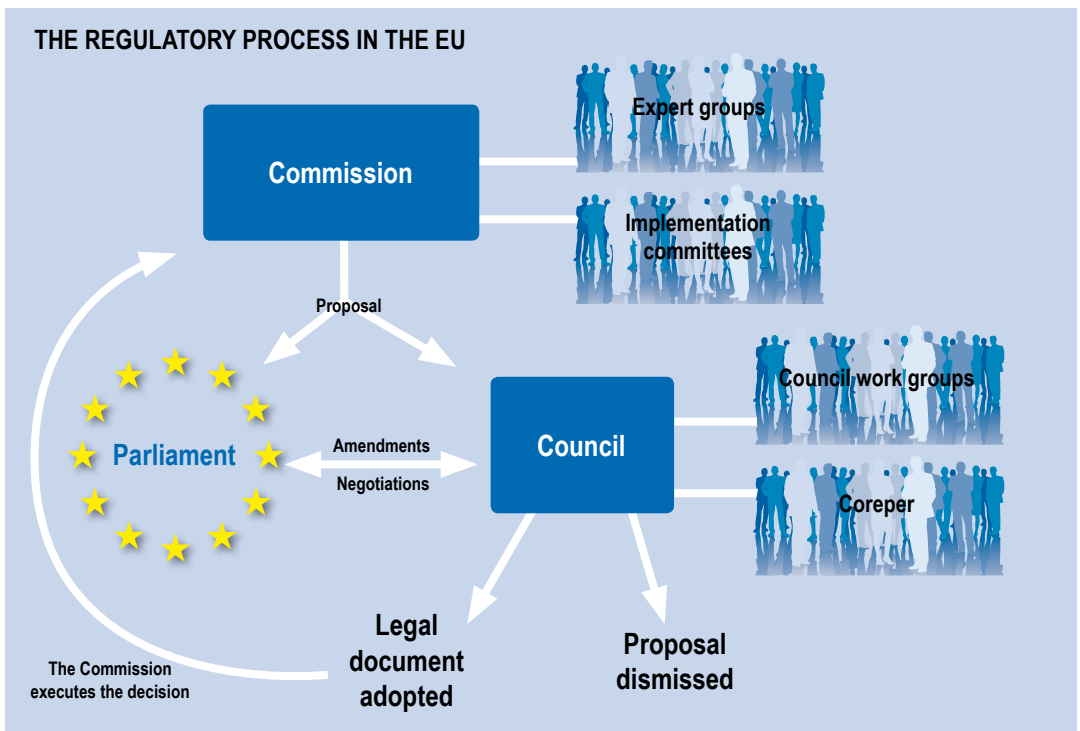 THE REGULATORY PROCESS IN THE EU
Expert groups
Commission
Implementation
committees
Proposal
Council work groups
Parliament
Amendments
Negotiations
Council
Coreper
Legal
document
adopted
Proposal
dismissed
The Commission
executes the decision